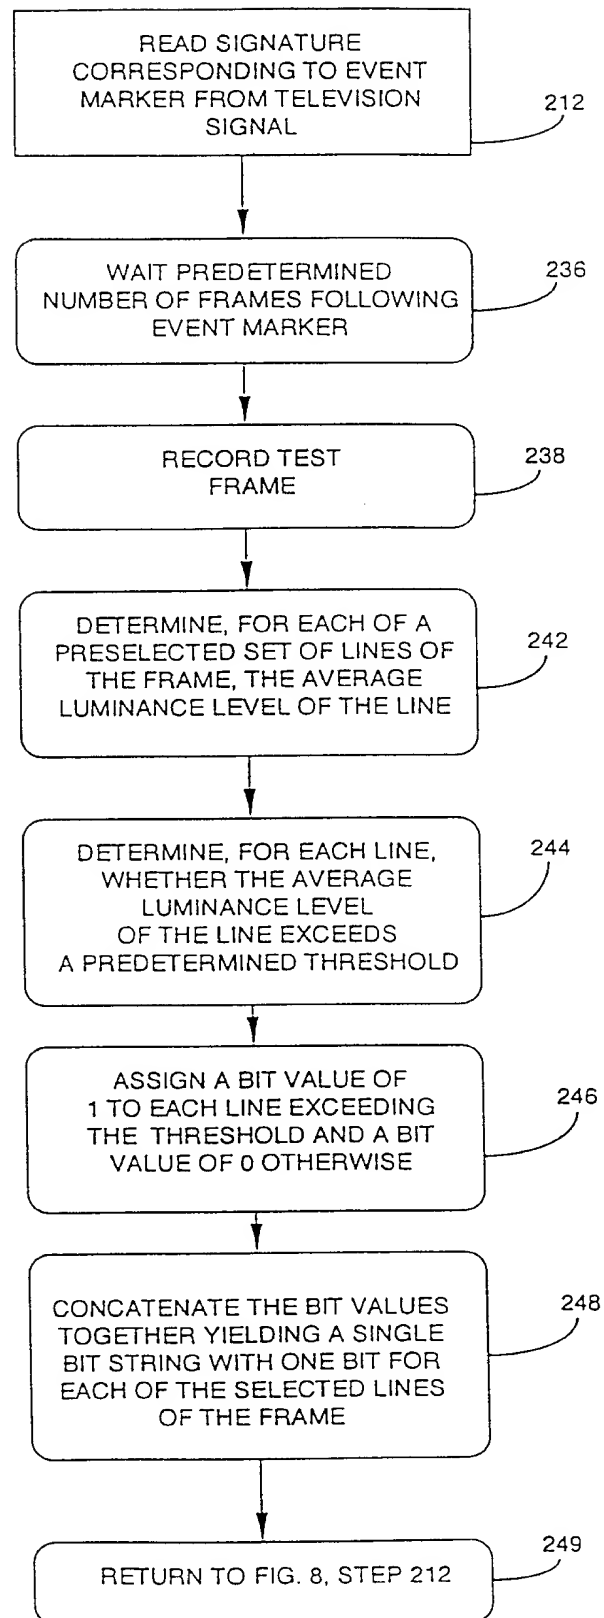 READ SIGNATURE
CORRESPONDING TO EVENT
MARKER FROM TELEVISION
SIGNAL
212
WAIT PREDETERMINED
NUMBER OF FRAMES FOLLOWING
EVENT MARKER
236
RECORD TEST
FRAME
238
DETERMINE, FOR EACH OF A
PRESELECTED SET OF LINES OF
THE FRAME, THE AVERAGE
LUMINANCE LEVEL OF THE LINE
242
DETERMINE, FOR EACH LINE,
WHETHER THE AVERAGE
LUMINANCE LEVEL
OF THE LINE EXCEEDS
A PREDETERMINED THRESHOLD
244
ASSIGN A BIT VALUE OF
1 TO EACH LINE EXCEEDING
THE THRESHOLD AND A BIT
VALUE OF 0 OTHERWISE
246
CONCATENATE THE BIT VALUES
TOGETHER YIELDING A SINGLE
BIT STRING WITH ONE BIT FOR
EACH OF THE SELECTED LINES
OF THE FRAME
248
RETURN TO FIG. 8, STEP 212
249